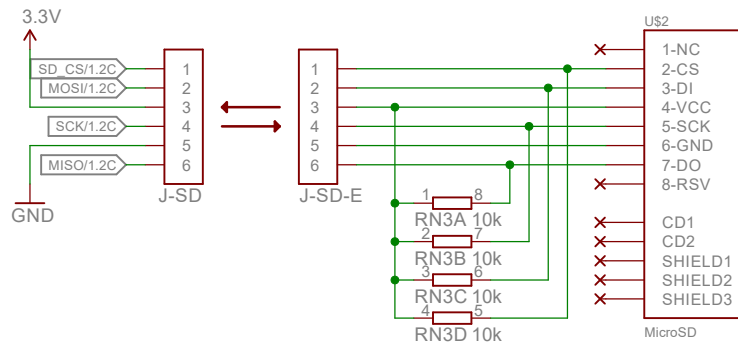 3.3V
SD_CS/1.2C
MOSI/1.2C
SCK/1.2C
MISO/1.2C
GND
1
2
3
4
5
6
J-SD
1
2
3
4
5
6
J-SD-E
1 8
RN3A 10k
2 7
RN3B 10k
3 6
RN3C 10k
4 5
RN3D 10k
U$2
1-NC
2-CS
3-DI
4-VCC
5-SCK
6-GND
7-DO
8-RSV
CD1
CD2
SHIELD1
SHIELD2
SHIELD3
MicroSD